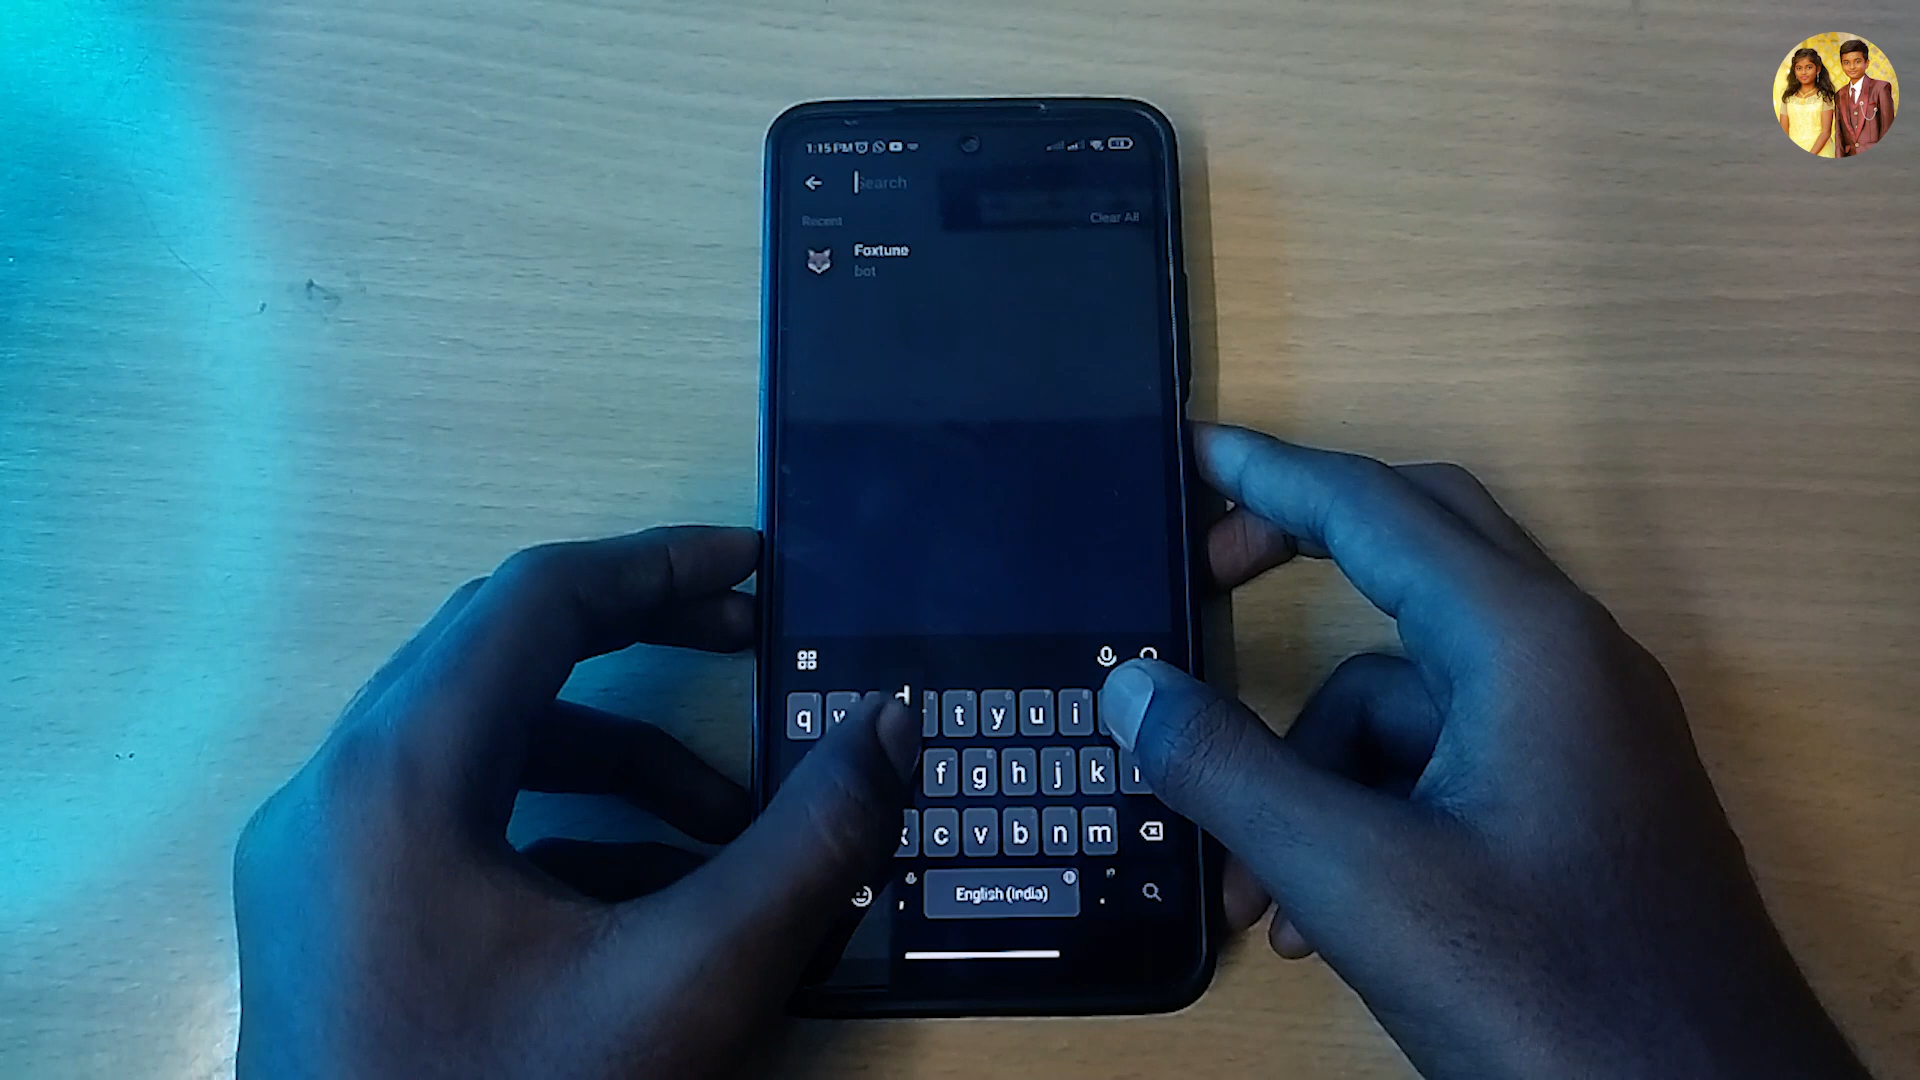 1:15 PM
Search
Recent
Clear All
Foxtune
bot
q w t y u i
f g h j k l
x c v b n m
, English (India) .